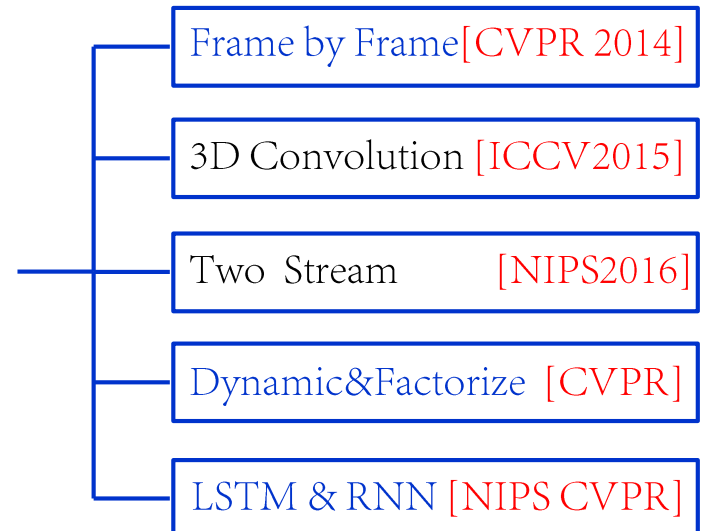 Frame by Frame[CVPR 2014]
3D Convolution [ICCV2015]
Two Stream [NIPS2016]
Dynamic&Factorize [CVPR]
LSTM & RNN [NIPS CVPR]